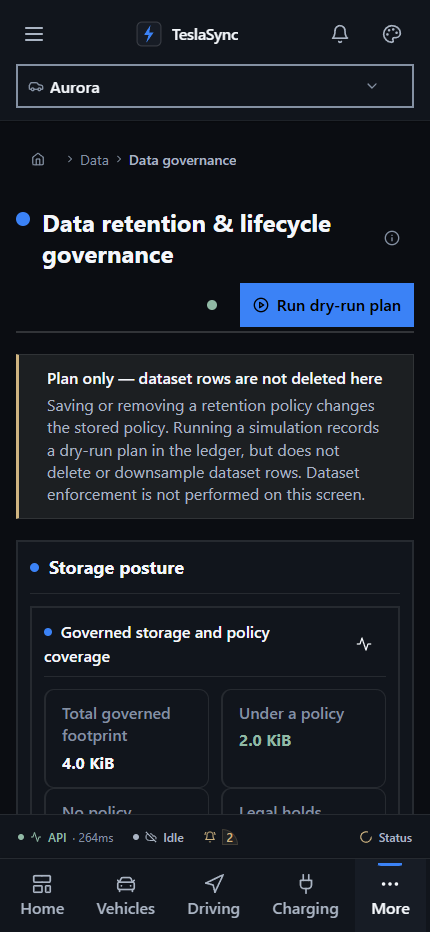 TeslaSync
Aurora
Data
Data governance
Data retention & lifecycle
governance
Run dry-run plan
Plan only — dataset rows are not deleted here
Saving or removing a retention policy changes
the stored policy. Running a simulation records
a dry-run plan in the ledger, but does not
delete or downsample dataset rows. Dataset
enforcement is not performed on this screen.
Storage posture
Governed storage and policy
coverage
Total governed
footprint
4.0 KiB
Under a policy
2.0 KiB
No policy
Legal holds
API · 264ms
Idle
2
Status
Home
Vehicles
Driving
Charging
More